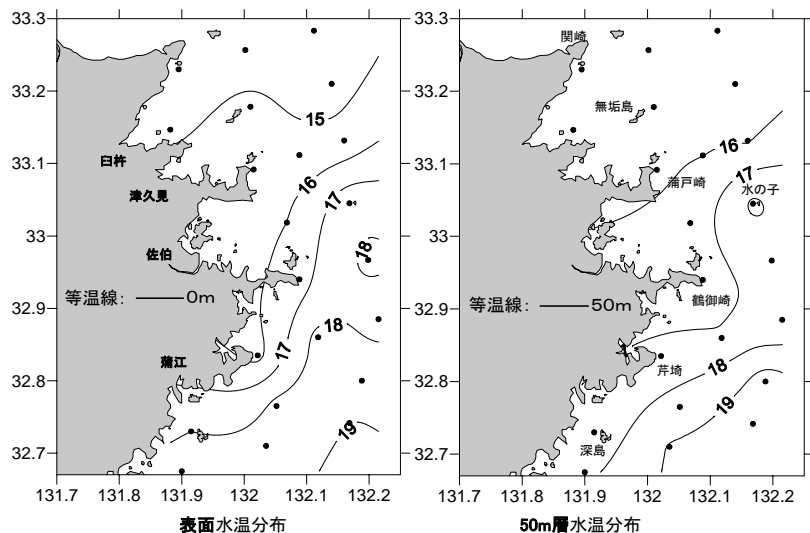 33.3
33.2
33.1
33
32.9
32.8
32.7
131.7 131.8 131.9 132 132.1 132.2
15
16
17
18
18
17
19
臼杵
津久見
佐伯
蒲江
等温線： 0m
表面水温分布
33.3
33.2
33.1
33
32.9
32.8
32.7
131.7 131.8 131.9 132 132.1 132.2
関崎
無垢島
16
17
蒲戸崎
水の子
等温線： 50m
鶴御崎
芹埼
18
19
深島
50m層水温分布